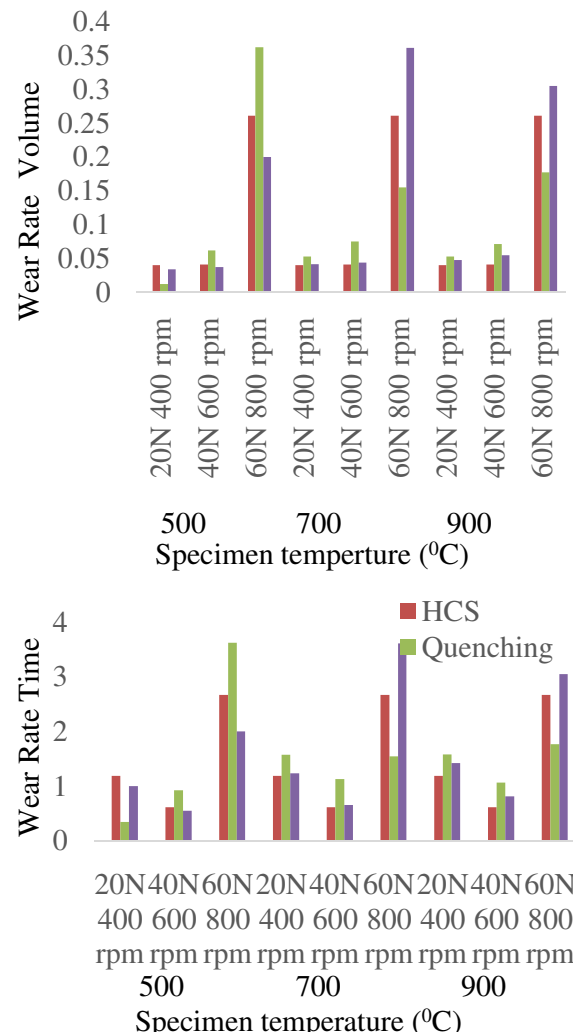 0.4
0.35
0.3
0.25
0.2
0.15
0.1
0.05
0
Wear Rate Volume
20N 400 rpm
40N 600 rpm
60N 800 rpm
20N 400 rpm
40N 600 rpm
60N 800 rpm
20N 400 rpm
40N 600 rpm
60N 800 rpm
500 700 900
Specimen temperture (⁰C)
HCS
Quenching
4
3
2
1
0
Wear Rate Time
20N 40N 60N 20N 40N 60N 20N 40N 60N
400 600 800 400 600 800 400 600 800
rpm rpm rpm rpm rpm rpm rpm rpm rpm
500 700 900
Specimen temperature (⁰C)